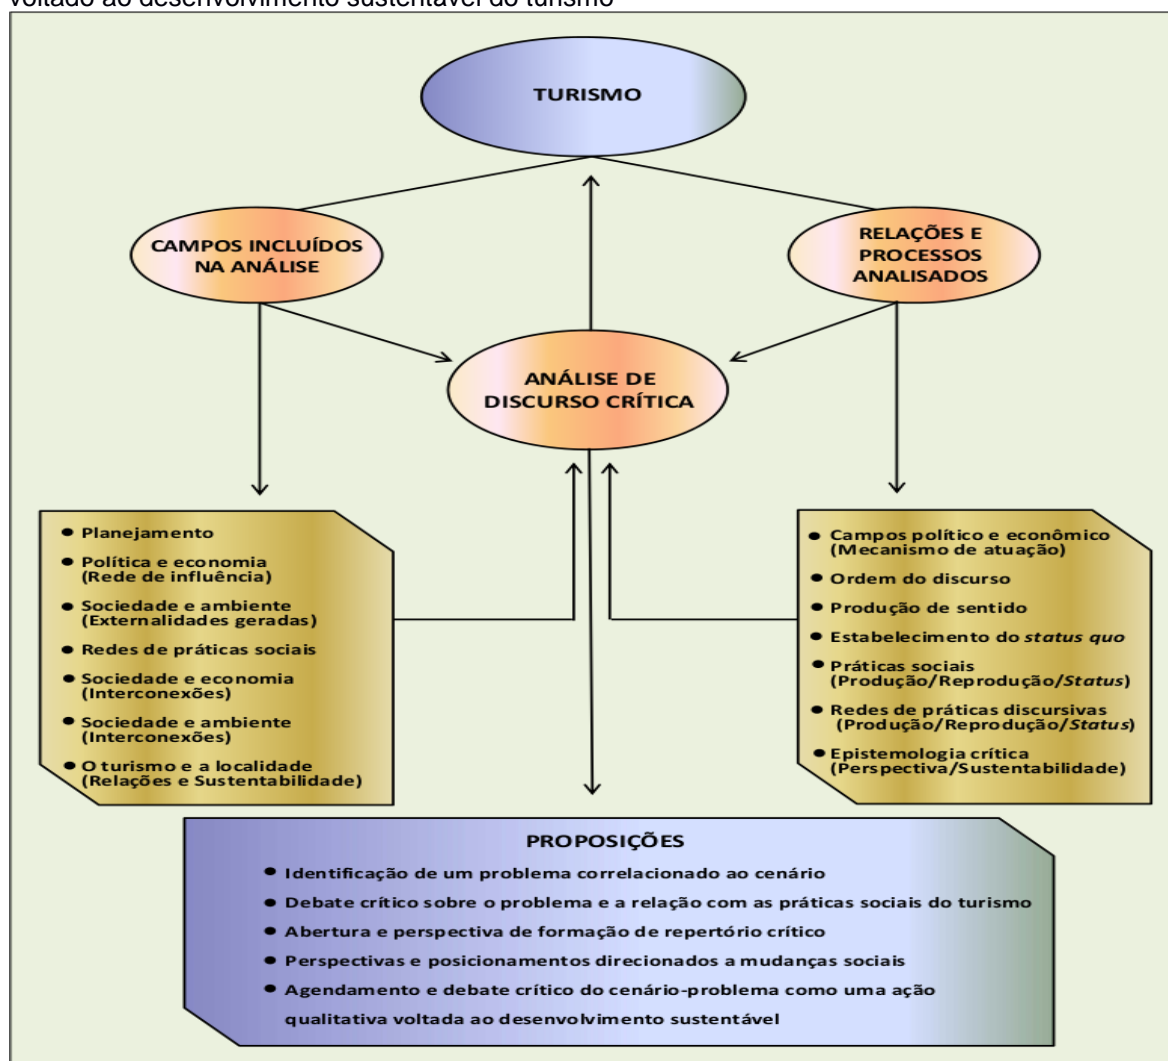 voltado ao desenvolvimento sustentável do turismo
TURISMO
CAMPOS INCLUÍDOS
NA ANÁLISE
RELAÇÕES E
PROCESSOS
ANALISADOS
ANÁLISE DE
DISCURSO CRÍTICA
● Planejamento
● Política e economia
(Rede de influência)
● Sociedade e ambiente
(Externalidades geradas)
● Redes de práticas sociais
● Sociedade e economia
(Interconexões)
● Sociedade e ambiente
(Interconexões)
● O turismo e a localidade
(Relações e Sustentabilidade)
● Campos político e econômico
(Mecanismo de atuação)
● Ordem do discurso
● Produção de sentido
● Estabelecimento do status quo
● Práticas sociais
(Produção/Reprodução/Status)
● Redes de práticas discursivas
(Produção/Reprodução/Status)
● Epistemologia crítica
(Perspectiva/Sustentabilidade)
PROPOSIÇÕES
● Identificação de um problema correlacionado ao cenário
● Debate crítico sobre o problema e a relação com as práticas sociais do turismo
● Abertura e perspectiva de formação de repertório crítico
● Perspectivas e posicionamentos direcionados a mudanças sociais
● Agendamento e debate crítico do cenário-problema como uma ação
qualitativa voltada ao desenvolvimento sustentável